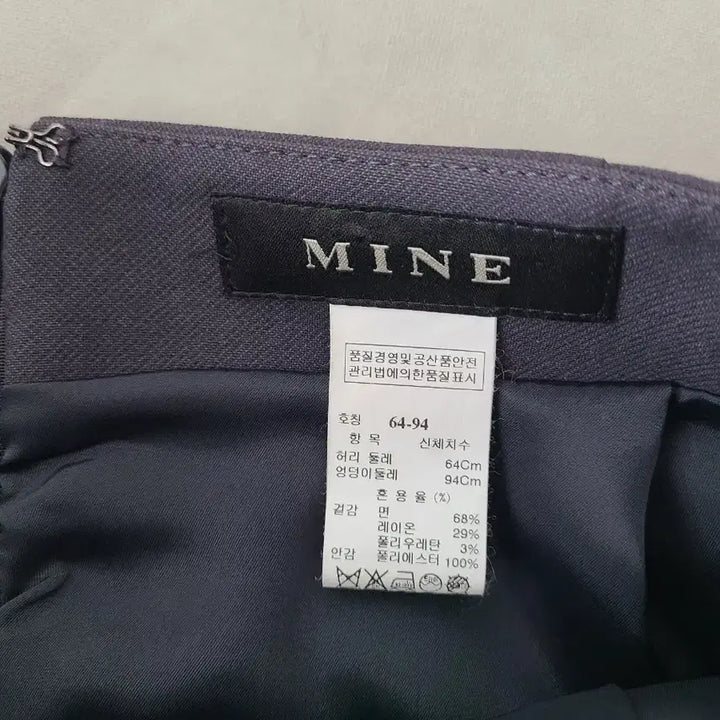 MINE
품질경영및공산품안전
관리법에의한품질표시
호칭 64-94
항 목 신체치수
허리 둘레 64Cm
엉덩이둘레 94Cm
혼 용 율 (%)
겉감 면 68%
레이온 29%
폴리우레탄 3%
안감 폴리에스터 100%